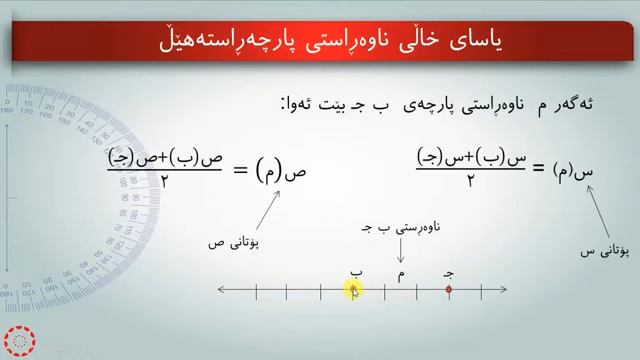 یاسای خاڵی ناوەڕاستی پارچەڕاستەهێڵ
ئەگەر م ناوەڕاستی پارچەی ب جـ بێت ئەوا:
س(م) = س(ب)+س(جـ) / ٢
ص(م) = ص(ب)+ص(جـ) / ٢
پۆتانی س
پۆتانی ص
ناوەڕستی ب جـ
ب م جـ